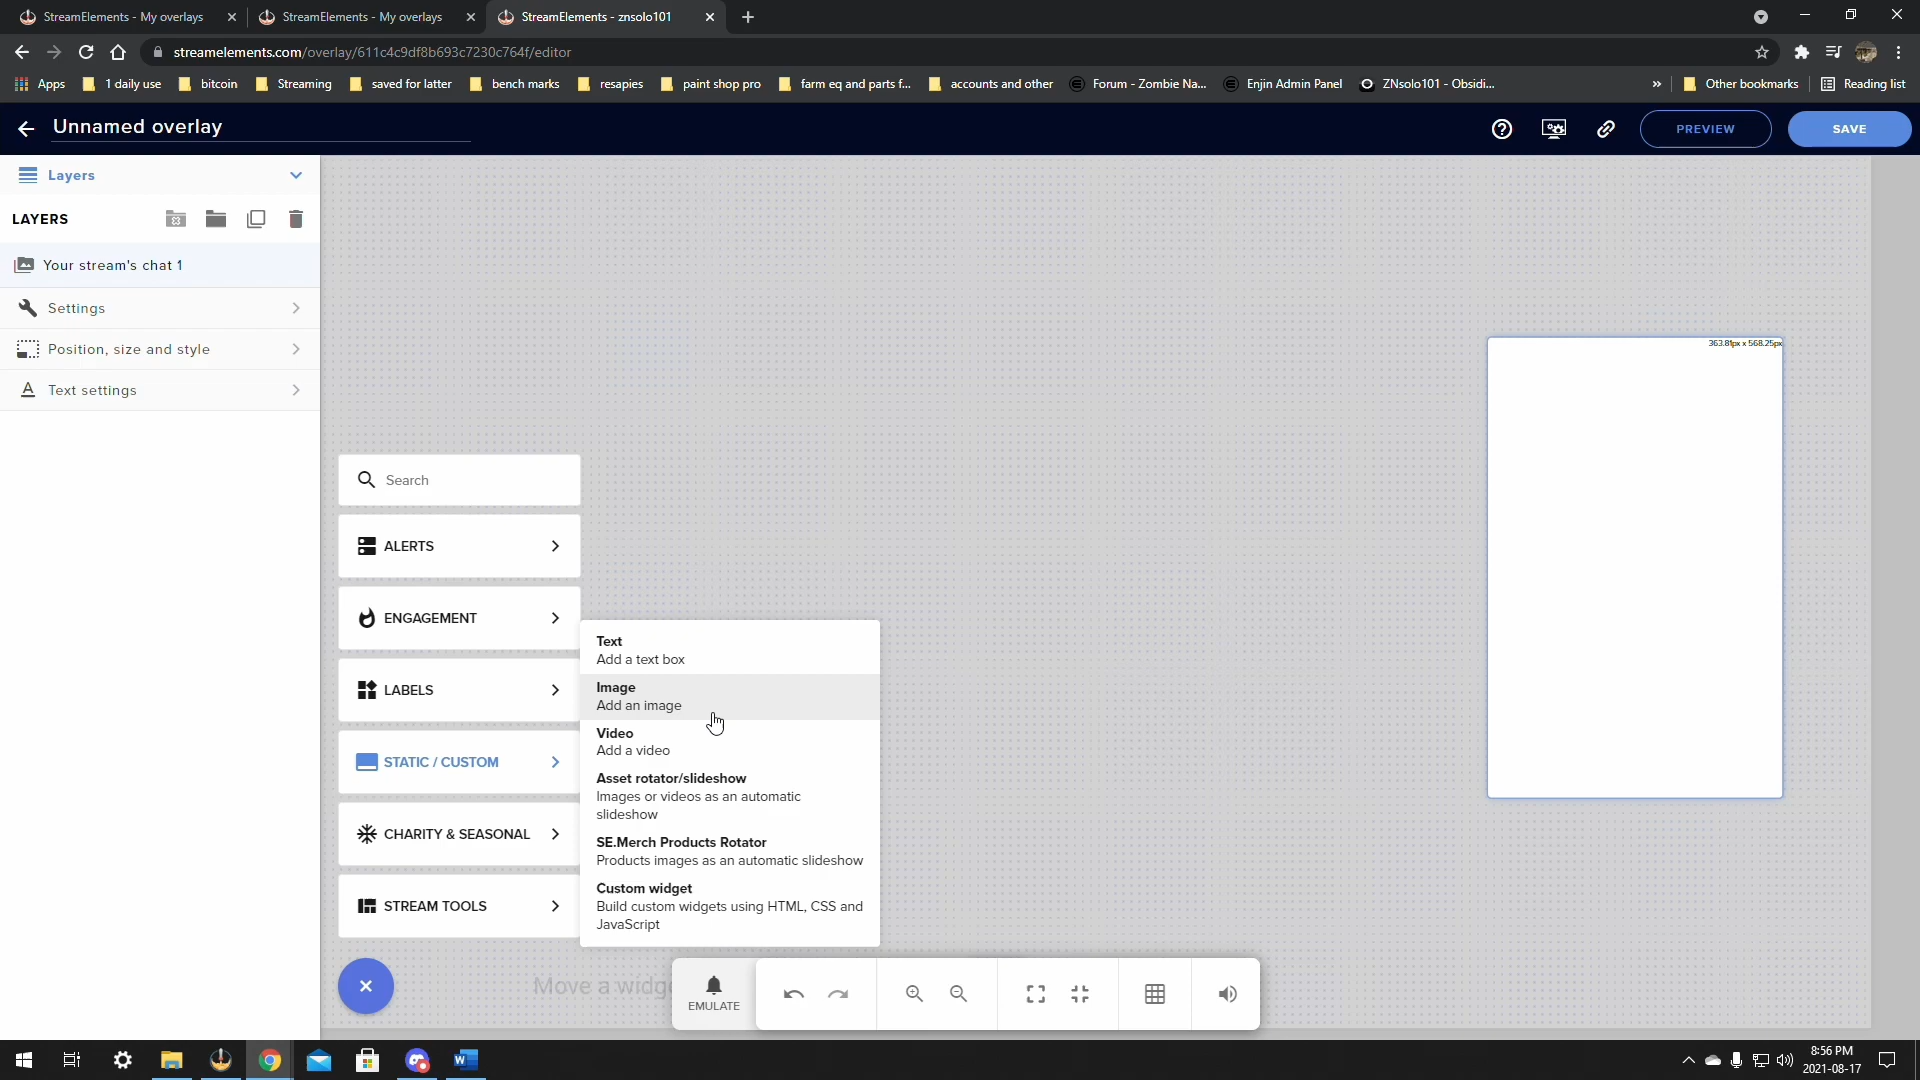 StreamElements - My overlays
StreamElements - My overlays
StreamElements - znsolo101
streamelements.com/overlay/611c4c9df8b693c7230c764f/editor
Apps
1 daily use
bitcoin
Streaming
saved for latter
bench marks
resapies
paint shop pro
farm eq and parts f...
accounts and other
Forum - Zombie Na...
Enjin Admin Panel
ZNsolo101 - Obsidi...
»
Other bookmarks
Reading list
Unnamed overlay
PREVIEW
SAVE
Layers
LAYERS
Your stream's chat 1
Settings
Position, size and style
Text settings
363.81px x 568.25px
Search
ALERTS
ENGAGEMENT
LABELS
STATIC / CUSTOM
CHARITY & SEASONAL
STREAM TOOLS
Text
Add a text box
Image
Add an image
Video
Add a video
Asset rotator/slideshow
Images or videos as an automatic
slideshow
SE.Merch Products Rotator
Products images as an automatic slideshow
Custom widget
Build custom widgets using HTML, CSS and
JavaScript
Move a widg
EMULATE
8:56 PM
2021-08-17